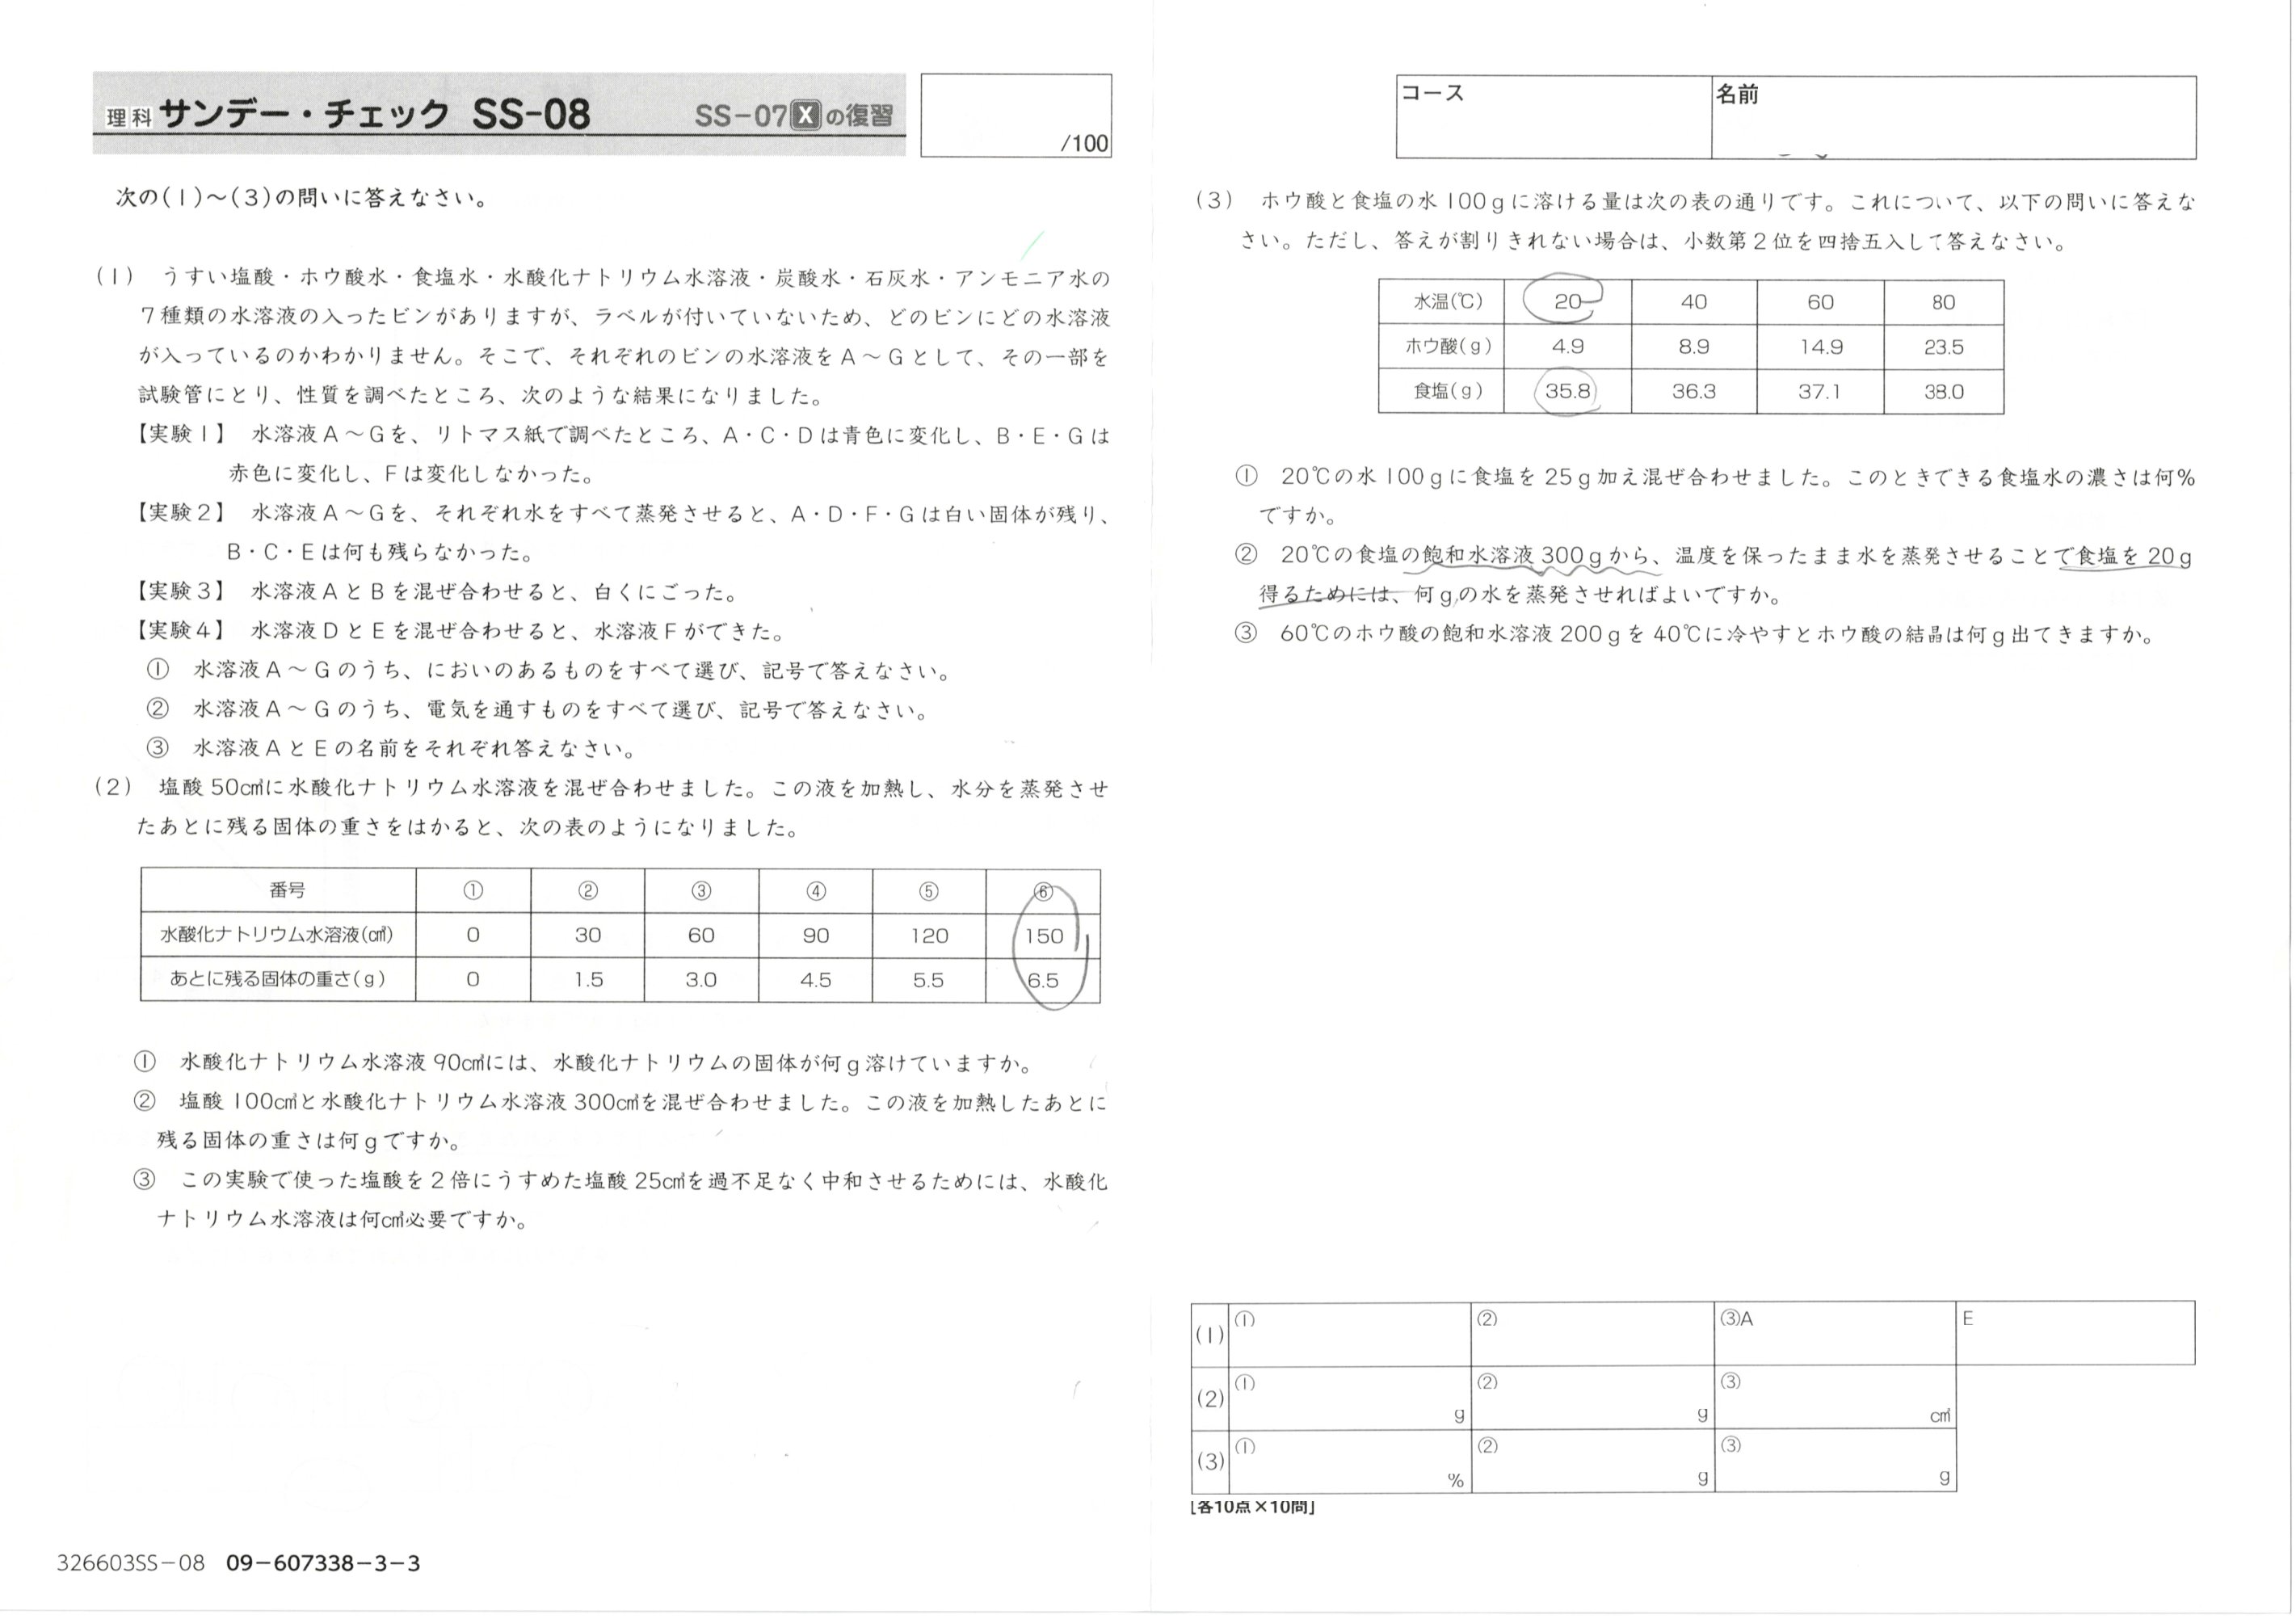 理科 サンデー・チェック SS-08 SS-07Xの復習
/100
次の(1)～(3)の問いに答えなさい。
(1) うすい塩酸・ホウ酸水・食塩水・水酸化ナトリウム水溶液・炭酸水・石灰水・アンモニア水の
7種類の水溶液の入ったビンがありますが、ラベルが付いていないため、どのビンにどの水溶液
が入っているのかわかりません。そこで、それぞれのビンの水溶液をA～Gとして、その一部を
試験管にとり、性質を調べたところ、次のような結果になりました。
【実験1】 水溶液A～Gを、リトマス紙で調べたところ、A・C・Dは青色に変化し、B・E・Gは
赤色に変化し、Fは変化しなかった。
【実験2】 水溶液A～Gを、それぞれ水をすべて蒸発させると、A・D・F・Gは白い固体が残り、
B・C・Eは何も残らなかった。
【実験3】 水溶液AとBを混ぜ合わせると、白くにごった。
【実験4】 水溶液DとEを混ぜ合わせると、水溶液Fができた。
① 水溶液A～Gのうち、においのあるものをすべて選び、記号で答えなさい。
② 水溶液A～Gのうち、電気を通すものをすべて選び、記号で答えなさい。
③ 水溶液AとEの名前をそれぞれ答えなさい。
(2) 塩酸50㎤に水酸化ナトリウム水溶液を混ぜ合わせました。この液を加熱し、水分を蒸発させ
たあとに残る固体の重さをはかると、次の表のようになりました。
番号 ① ② ③ ④ ⑤ ⑥
水酸化ナトリウム水溶液(㎤) 0 30 60 90 120 150
あとに残る固体の重さ(g) 0 1.5 3.0 4.5 5.5 6.5
① 水酸化ナトリウム水溶液90㎤には、水酸化ナトリウムの固体が何g溶けていますか。
② 塩酸100㎤と水酸化ナトリウム水溶液300㎤を混ぜ合わせました。この液を加熱したあとに
残る固体の重さは何gですか。
③ この実験で使った塩酸を2倍にうすめた塩酸25㎤を過不足なく中和させるためには、水酸化
ナトリウム水溶液は何㎤必要ですか。
326603SS-08 09-607338-3-3
コース 名前
(3) ホウ酸と食塩の水100gに溶ける量は次の表の通りです。これについて、以下の問いに答えな
さい。ただし、答えが割りきれない場合は、小数第2位を四捨五入して答えなさい。
水温(℃) 20 40 60 80
ホウ酸(g) 4.9 8.9 14.9 23.5
食塩(g) 35.8 36.3 37.1 38.0
① 20℃の水100gに食塩を25g加え混ぜ合わせました。このときできる食塩水の濃さは何%
ですか。
② 20℃の食塩の飽和水溶液300gから、温度を保ったまま水を蒸発させることで食塩を20g
得るためには、何gの水を蒸発させればよいですか。
③ 60℃のホウ酸の飽和水溶液200gを40℃に冷やすとホウ酸の結晶は何g出てきますか。
(1) ① ② ③A E
(2) ① g ② g ③ ㎤
(3) ① % ② g ③ g
[各10点×10問]